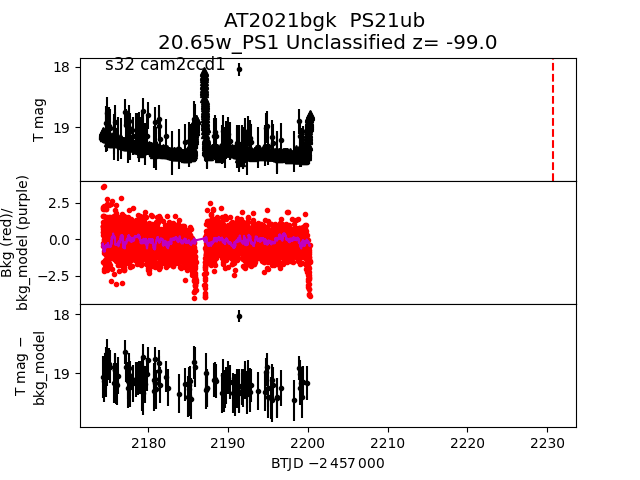 AT2021bgk PS21ub
20.65w_PS1 Unclassified z= -99.0
s32 cam2ccd1
18
19
T mag
2.5
0.0
−2.5
Bkg (red)/
bkg_model (purple)
18
19
T mag −
bkg_model
2180 2190 2200 2210 2220 2230
BTJD −2 457 000